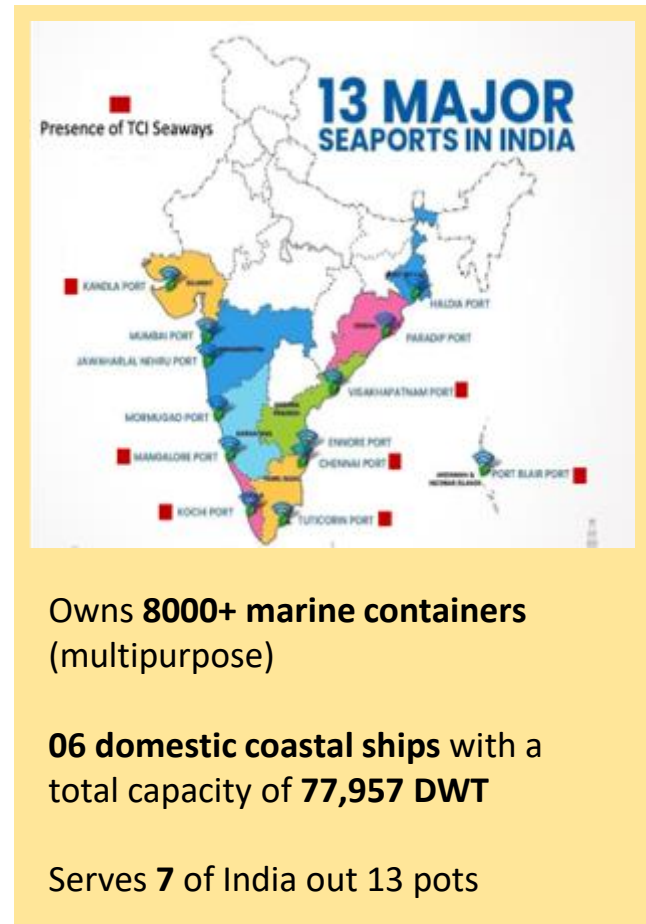 13 MAJOR
SEAPORTS IN INDIA
Presence of TCI Seaways
KANDLA PORT
GUJARAT
HALDIA PORT
MUMBAI PORT
PARADIP PORT
JAWAHARLAL NEHRU PORT
VISAKHAPATNAM PORT
MORMUGAO PORT
ENNORE PORT
MANGALORE PORT
CHENNAI PORT
PORT BLAIR PORT
KOCHI PORT
TUTICORIN PORT
Owns 8000+ marine containers
(multipurpose)
06 domestic coastal ships with a
total capacity of 77,957 DWT
Serves 7 of India out 13 pots